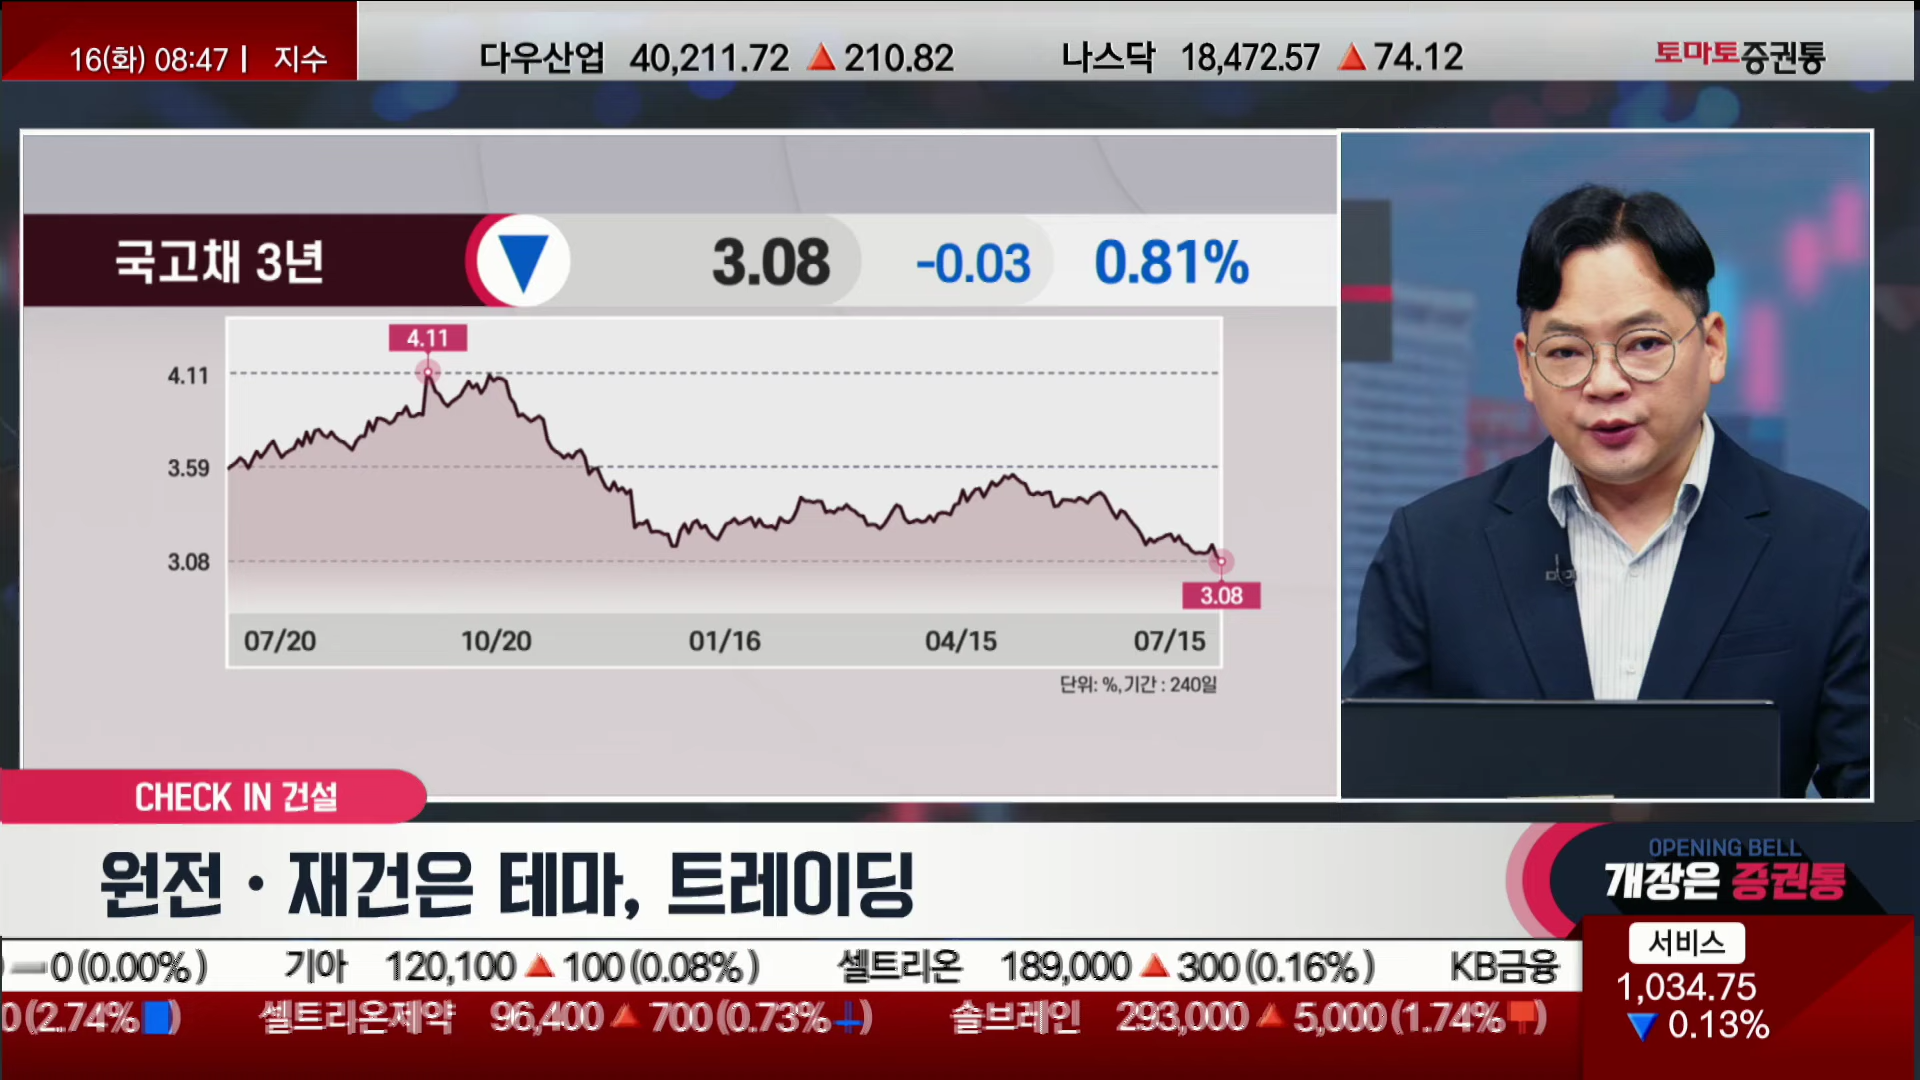 16(화) 08:47 | 지수
다우산업 40,211.72 ▲ 210.82 나스닥 18,472.57 ▲ 74.12
토마토증권통
국고채 3년 ▼ 3.08 -0.03 0.81%
4.11
4.11
3.59
3.08
3.08
07/20 10/20 01/16 04/15 07/15
단위: %, 기간 : 240일
CHECK IN 건설
원전·재건은 테마, 트레이딩
OPENING BELL
개장은 증권통
0(0.00%) 기아 120,100 ▲ 100(0.08%) 셀트리온 189,000 ▲ 300(0.16%) KB금융
0(2.74% ) 셀트리온제약 96,400 ▲ 700(0.73% ) 솔브레인 293,000 ▲ 5,000(1.74% )
서비스
1,034.75
▼ 0.13%